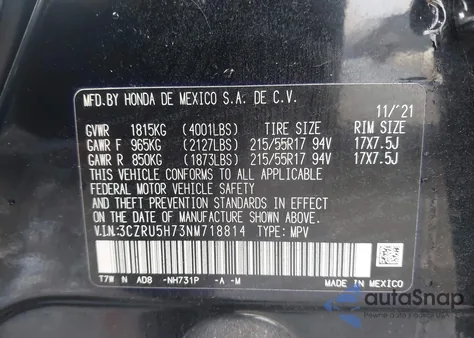 MFD.BY HONDA DE MEXICO S.A. DE C.V.
11/'21
GVWR 1815KG (4001LBS) TIRE SIZE RIM SIZE
GAWR F 965KG (2127LBS) 215/55R17 94V 17X7.5J
GAWR R 850KG (1873LBS) 215/55R17 94V 17X7.5J
THIS VEHICLE CONFORMS TO ALL APPLICABLE
FEDERAL MOTOR VEHICLE SAFETY
AND THEFT PREVENTION STANDARDS IN EFFECT
ON THE DATE OF MANUFACTURE SHOWN ABOVE.
V.I.N:3CZRU5H73NM718814 TYPE: MPV
T7W N AD8 -NH731P -A -M
MADE IN MEXICO
autoSnap